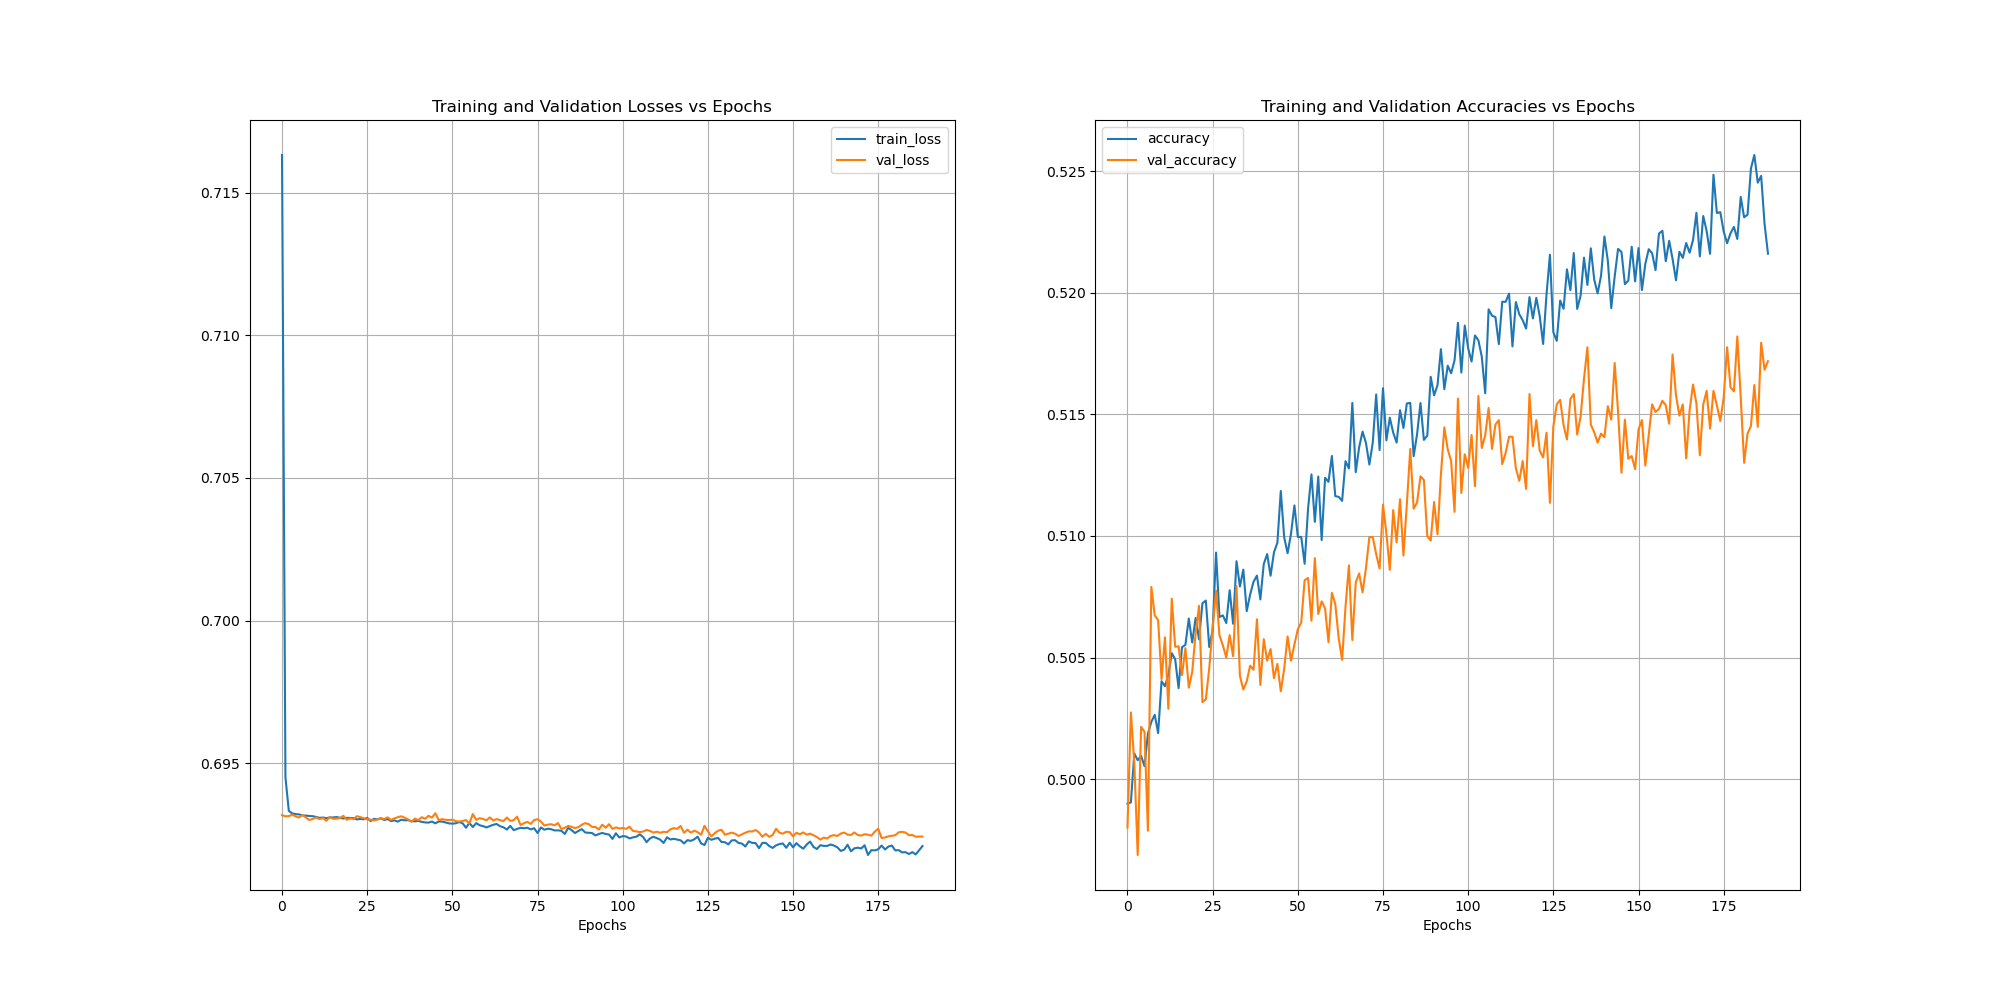 Training and Validation Losses vs Epochs
train_loss
val_loss
0.715
0.710
0.705
0.700
0.695
0 25 50 75 100 125 150 175
Epochs
Training and Validation Accuracies vs Epochs
accuracy
val_accuracy
0.525
0.520
0.515
0.510
0.505
0.500
0 25 50 75 100 125 150 175
Epochs